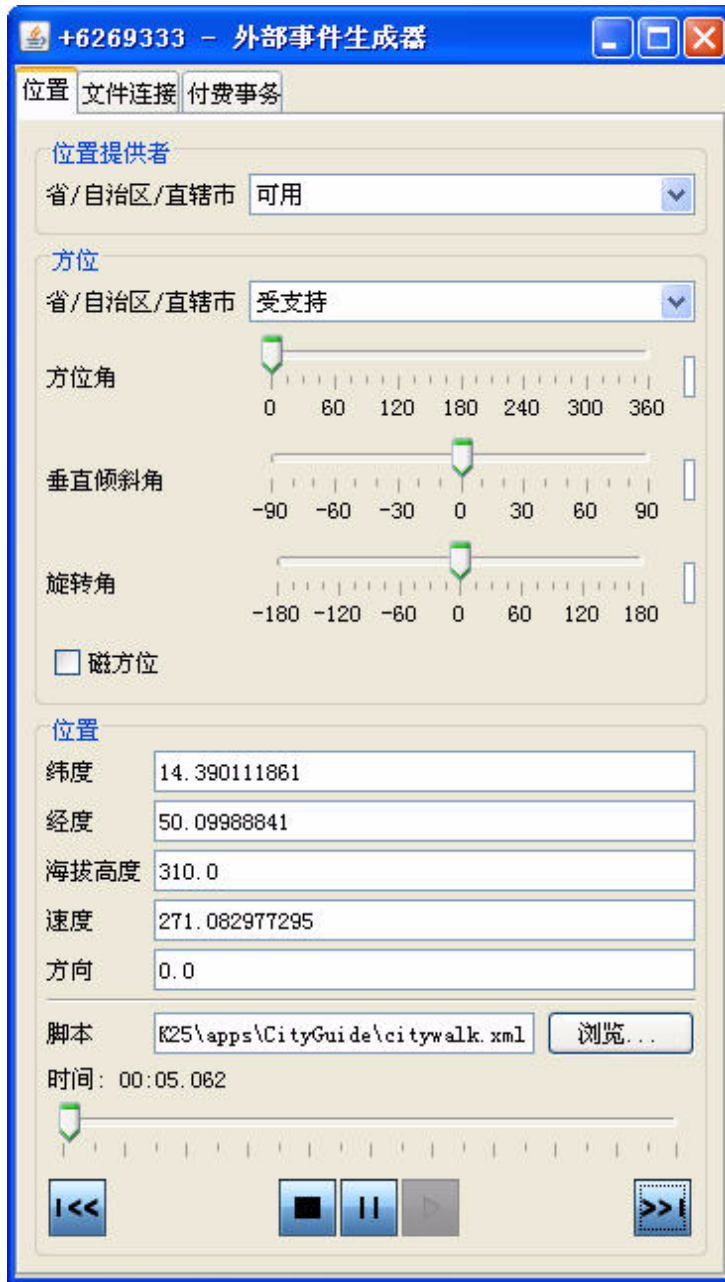 +6269333 - 外部事件生成器
位置 文件连接 付费事务
位置提供者
省/自治区/直辖市 可用
方位
省/自治区/直辖市 受支持
方位角
0 60 120 180 240 300 360
垂直倾斜角
-90 -60 -30 0 30 60 90
旋转角
-180 -120 -60 0 60 120 180
磁方位
位置
纬度 14.390111861
经度 50.09988841
海拔高度 310.0
速度 271.082977295
方向 0.0
脚本 K25\apps\CityGuide\citywalk.xml 浏览...
时间: 00:05.062